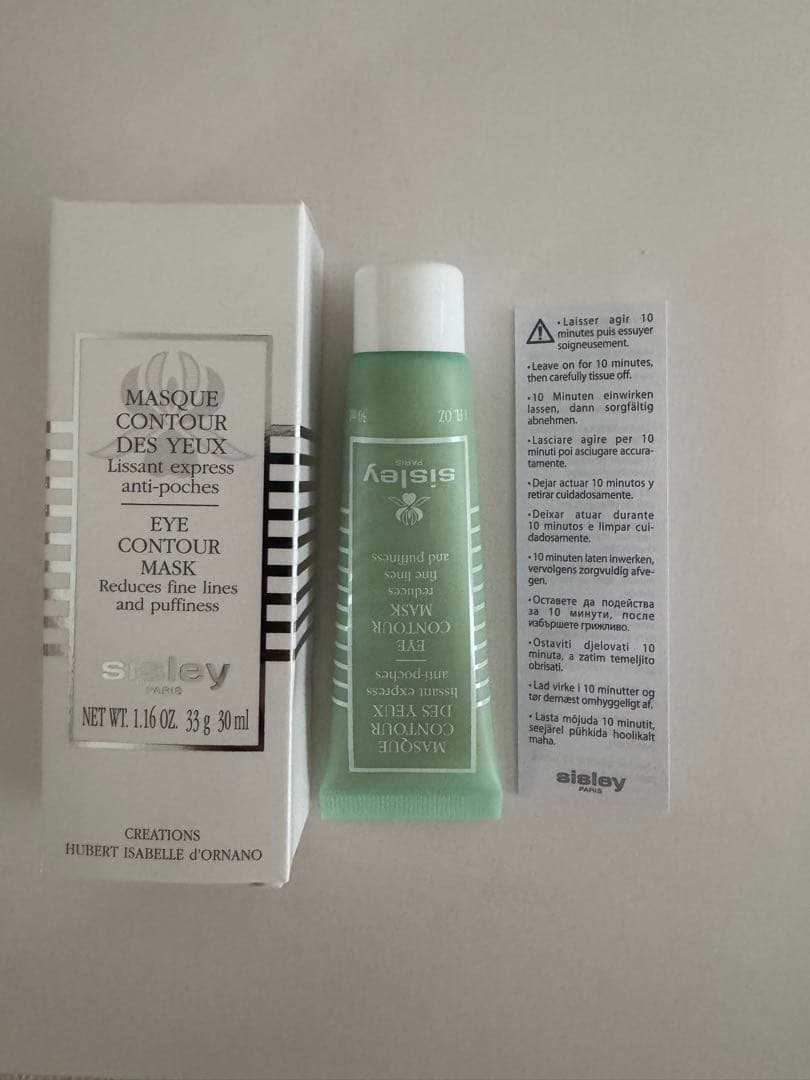 MASQUE
CONTOUR
DES YEUX
Lissant express
anti-poches
EYE
CONTOUR
MASK
Reduces fine lines
and puffiness
sisley
PARIS
NET WT. 1.16 OZ. 33 g 30 ml
CREATIONS
HUBERT ISABELLE d'ORNANO
MASQUE
CONTOUR
DES YEUX
lissant express
anti-poches
EYE
CONTOUR
MASK
reduces
fine lines
and puffiness
sisley
PARIS
FL. OZ
30 ml
•Laisser agir 10
minutes puis essuyer
soigneusement.
•Leave on for 10 minutes,
then carefully tissue off.
•10 Minuten einwirken
lassen, dann sorgfältig
abnehmen.
•Lasciare agire per 10
minuti poi asciugare accura-
tamente.
•Dejar actuar 10 minutos y
retirar cuidadosamente.
•Deixar atuar durante
10 minutos e limpar cui-
dadosamente.
•10 minuten laten inwerken,
vervolgens zorgvuldig afve-
gen.
•Оставете да подейства
за 10 минути, после
избършете грижливо.
•Ostaviti djelovati 10
minuta, a zatim temeljito
obrisati.
•Lad virke i 10 minutter og
tør demæst omhyggeligt af.
• Lasta mõjuda 10 minutit,
seejärel pühkida hoolikalt
maha.
sisley
PARIS